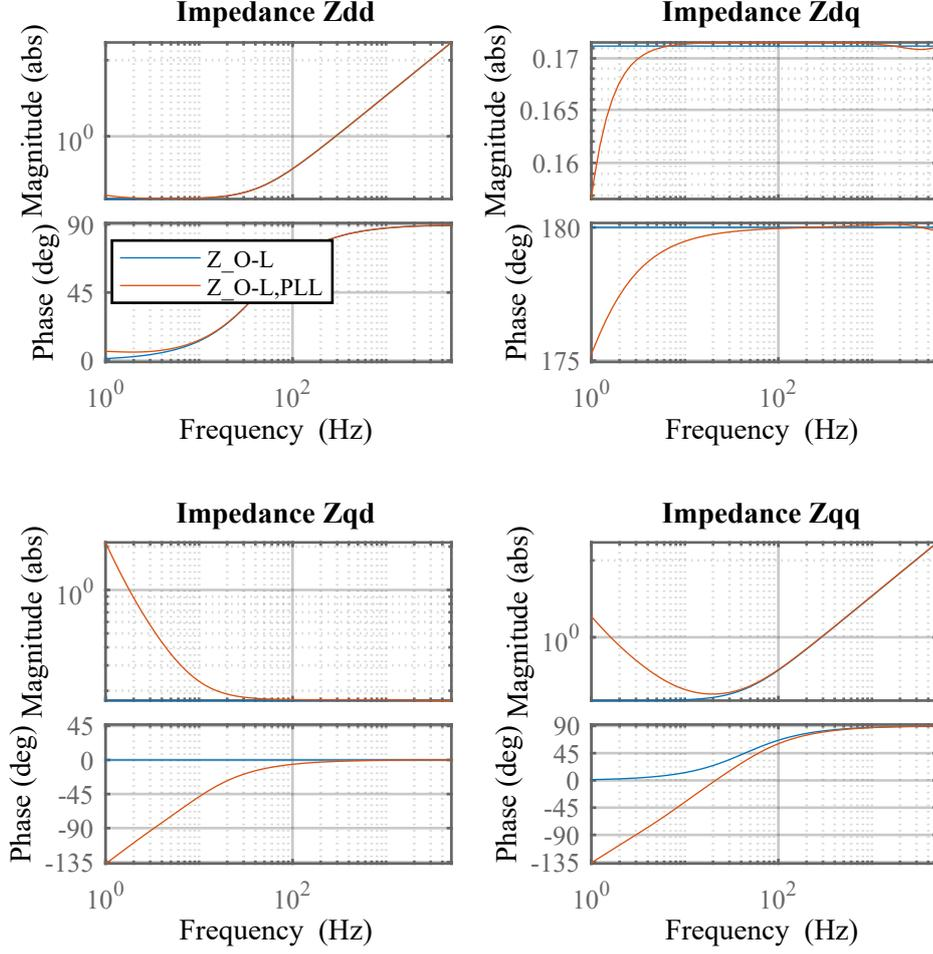 Impedance Zdd
Magnitude (abs)
10^0
Phase (deg)
90
45
0
Z_O-L
Z_O-L,PLL
10^0
10^2
Frequency (Hz)
Impedance Zdq
Magnitude (abs)
0.17
0.165
0.16
Phase (deg)
180
175
10^0
10^2
Frequency (Hz)
Impedance Zqd
Magnitude (abs)
10^0
Phase (deg)
45
0
-45
-90
-135
10^0
10^2
Frequency (Hz)
Impedance Zqq
Magnitude (abs)
10^0
Phase (deg)
90
45
0
-45
-90
-135
10^0
10^2
Frequency (Hz)